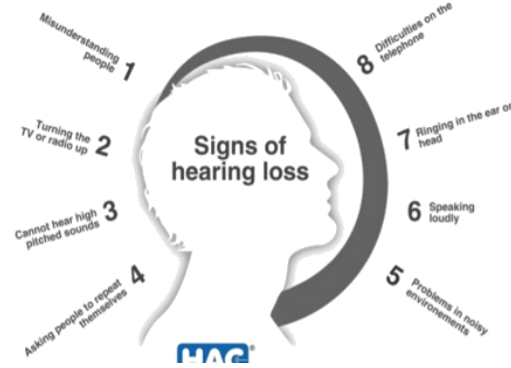 Signs of
hearing loss
Misunderstanding
people
1
Turning the
TV or radio up
2
Cannot hear high
pitched sounds
3
Asking people to repeat
themselves
4
5
Problems in noisy
environements
6
Speaking
loudly
7
Ringing in the ear or
head
8
Difficulties on the
telephone
HAC®